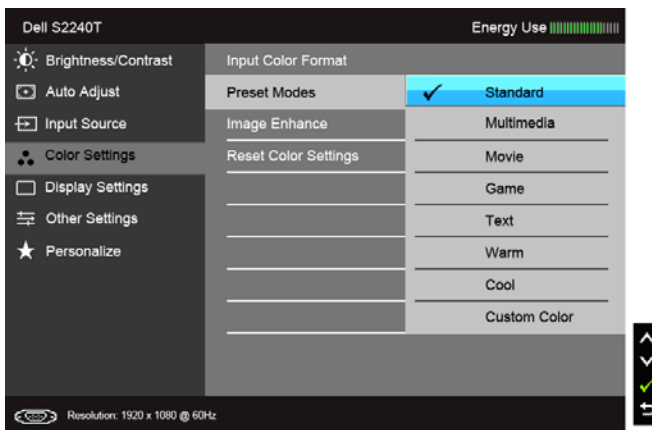 Dell S2240T
Energy Use
Brightness/Contrast
Auto Adjust
Input Source
Color Settings
Display Settings
Other Settings
Personalize
Input Color Format
Preset Modes
Image Enhance
Reset Color Settings
Standard
Multimedia
Movie
Game
Text
Warm
Cool
Custom Color
Resolution: 1920 x 1080 @ 60Hz